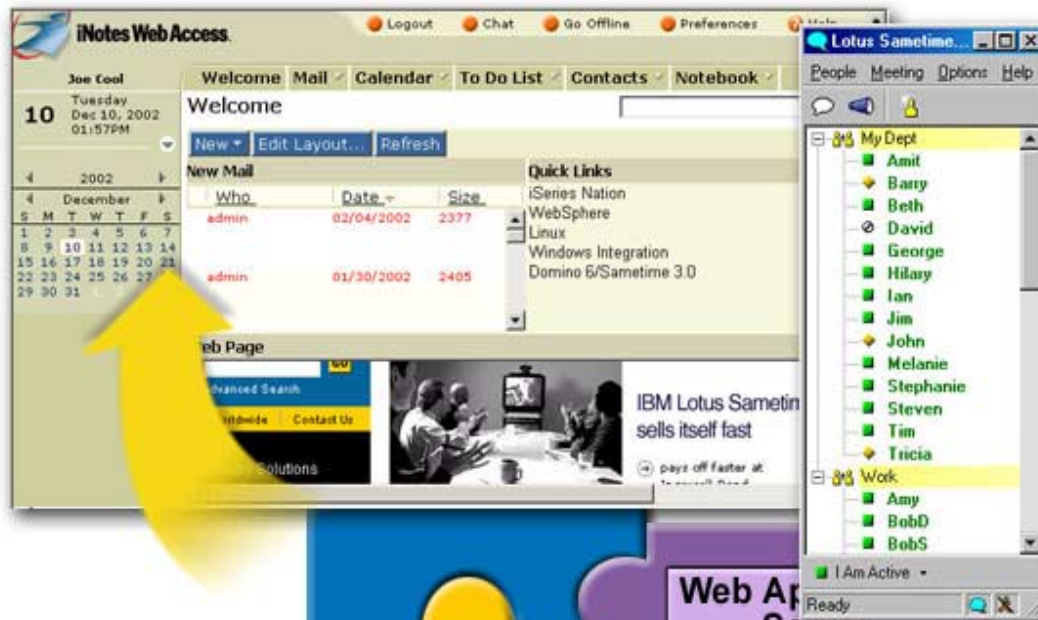 iNotes Web Access.
Logout Chat Go Offline Preferences Help
Joe Cool
10 Tuesday
Dec 10, 2002
01:57PM
2002
December
S M T W T F S
1 2 3 4 5 6 7
8 9 10 11 12 13 14
15 16 17 18 19 20 21
22 23 24 25 26 27
29 30 31
Welcome Mail Calendar To Do List Contacts Notebook
Welcome
New Edit Layout... Refresh
New Mail
Who Date Size
admin 02/04/2002 2377
admin 01/30/2002 2405
Quick Links
iSeries Nation
WebSphere
Linux
Windows Integration
Domino 6/Sametime 3.0
eb Page
GO
dvanced Search
Contact Us
Solutions
IBM Lotus Sametim
sells itself fast
pays off faster at
Lotus Sametime...
People Meeting Options Help
My Dept
Amit
Barry
Beth
David
George
Hilary
Ian
Jim
John
Melanie
Stephanie
Steven
Tim
Tricia
Work
Amy
BobD
BobS
I Am Active
Ready
Web Ap